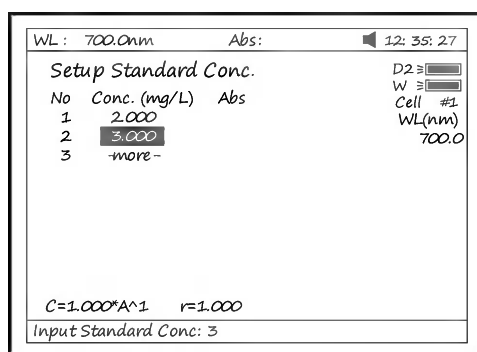 WL: 700.0nm Abs: 12:35:27
Setup Standard Conc.
D2
W
No Conc. (mg/L) Abs
Cell #1
1 2.000
WL(nm)
2 3.000
700.0
3 -more-
C=1.000*A^1 r=1.000
Input Standard Conc: 3